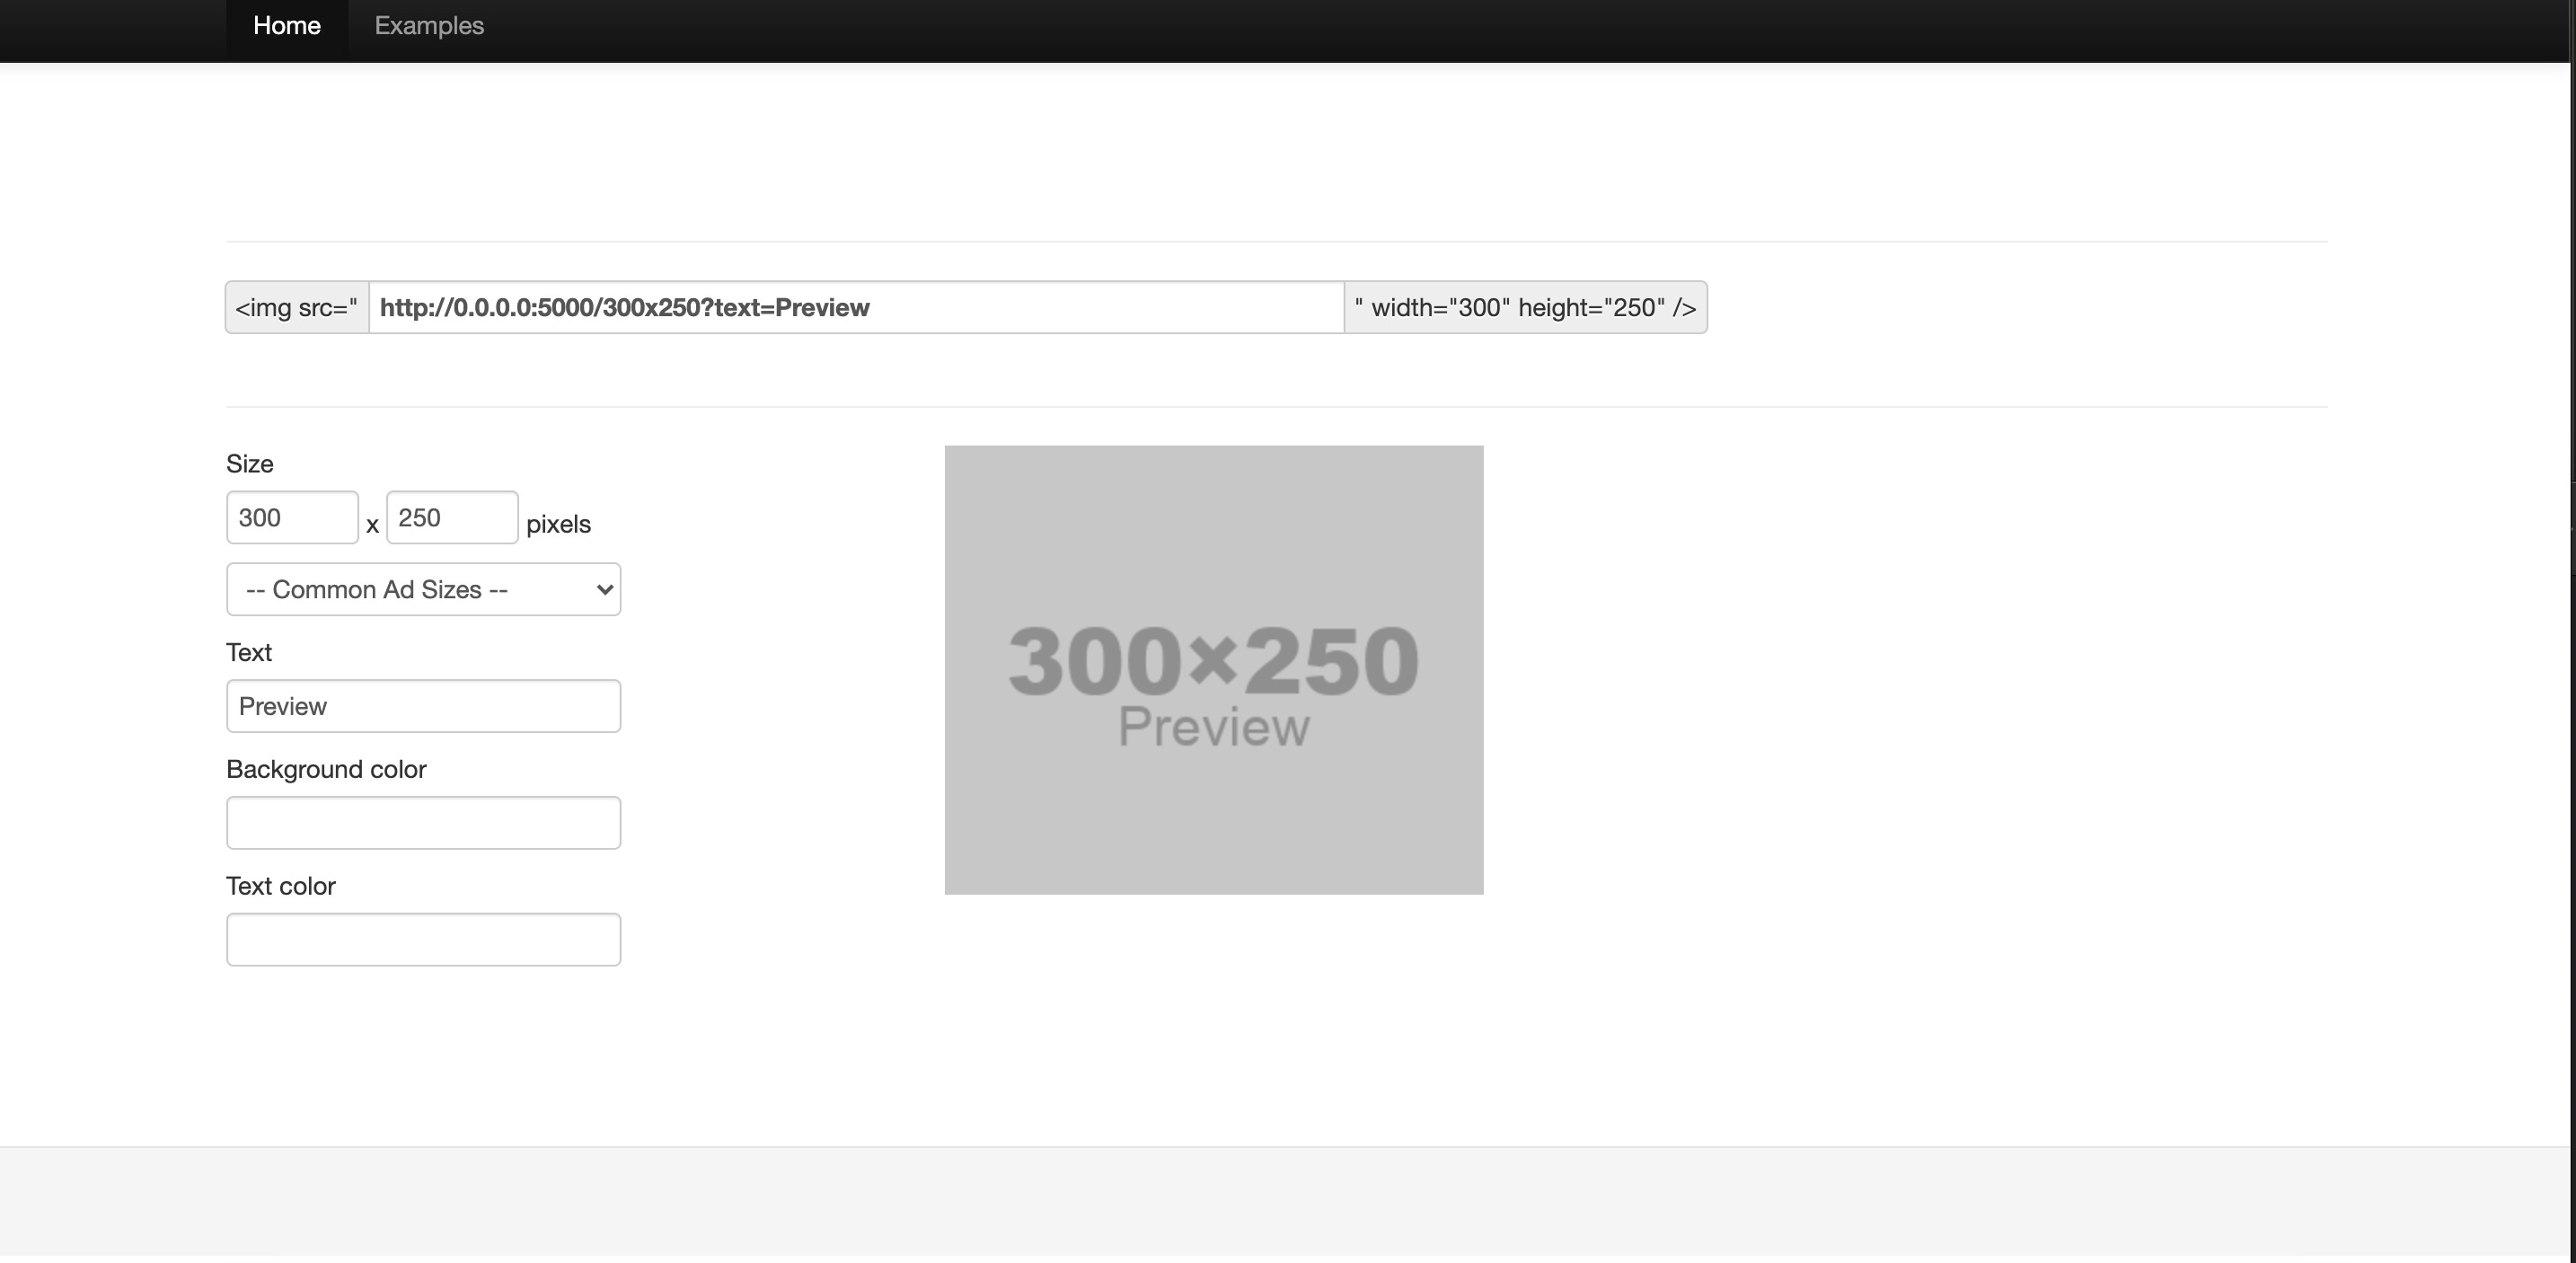 Home Examples
<img src=" http://0.0.0.0:5000/300x250?text=Preview " width="300" height="250" />
Size
300 x 250 pixels
-- Common Ad Sizes --
Text
Preview
Background color
Text color
300×250
Preview